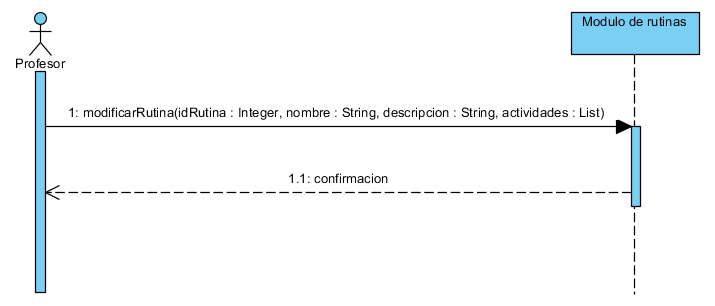 Modulo de rutinas
Profesor
1: modificarRutina(idRutina : Integer, nombre : String, descripcion : String, actividades : List)
1.1: confirmacion